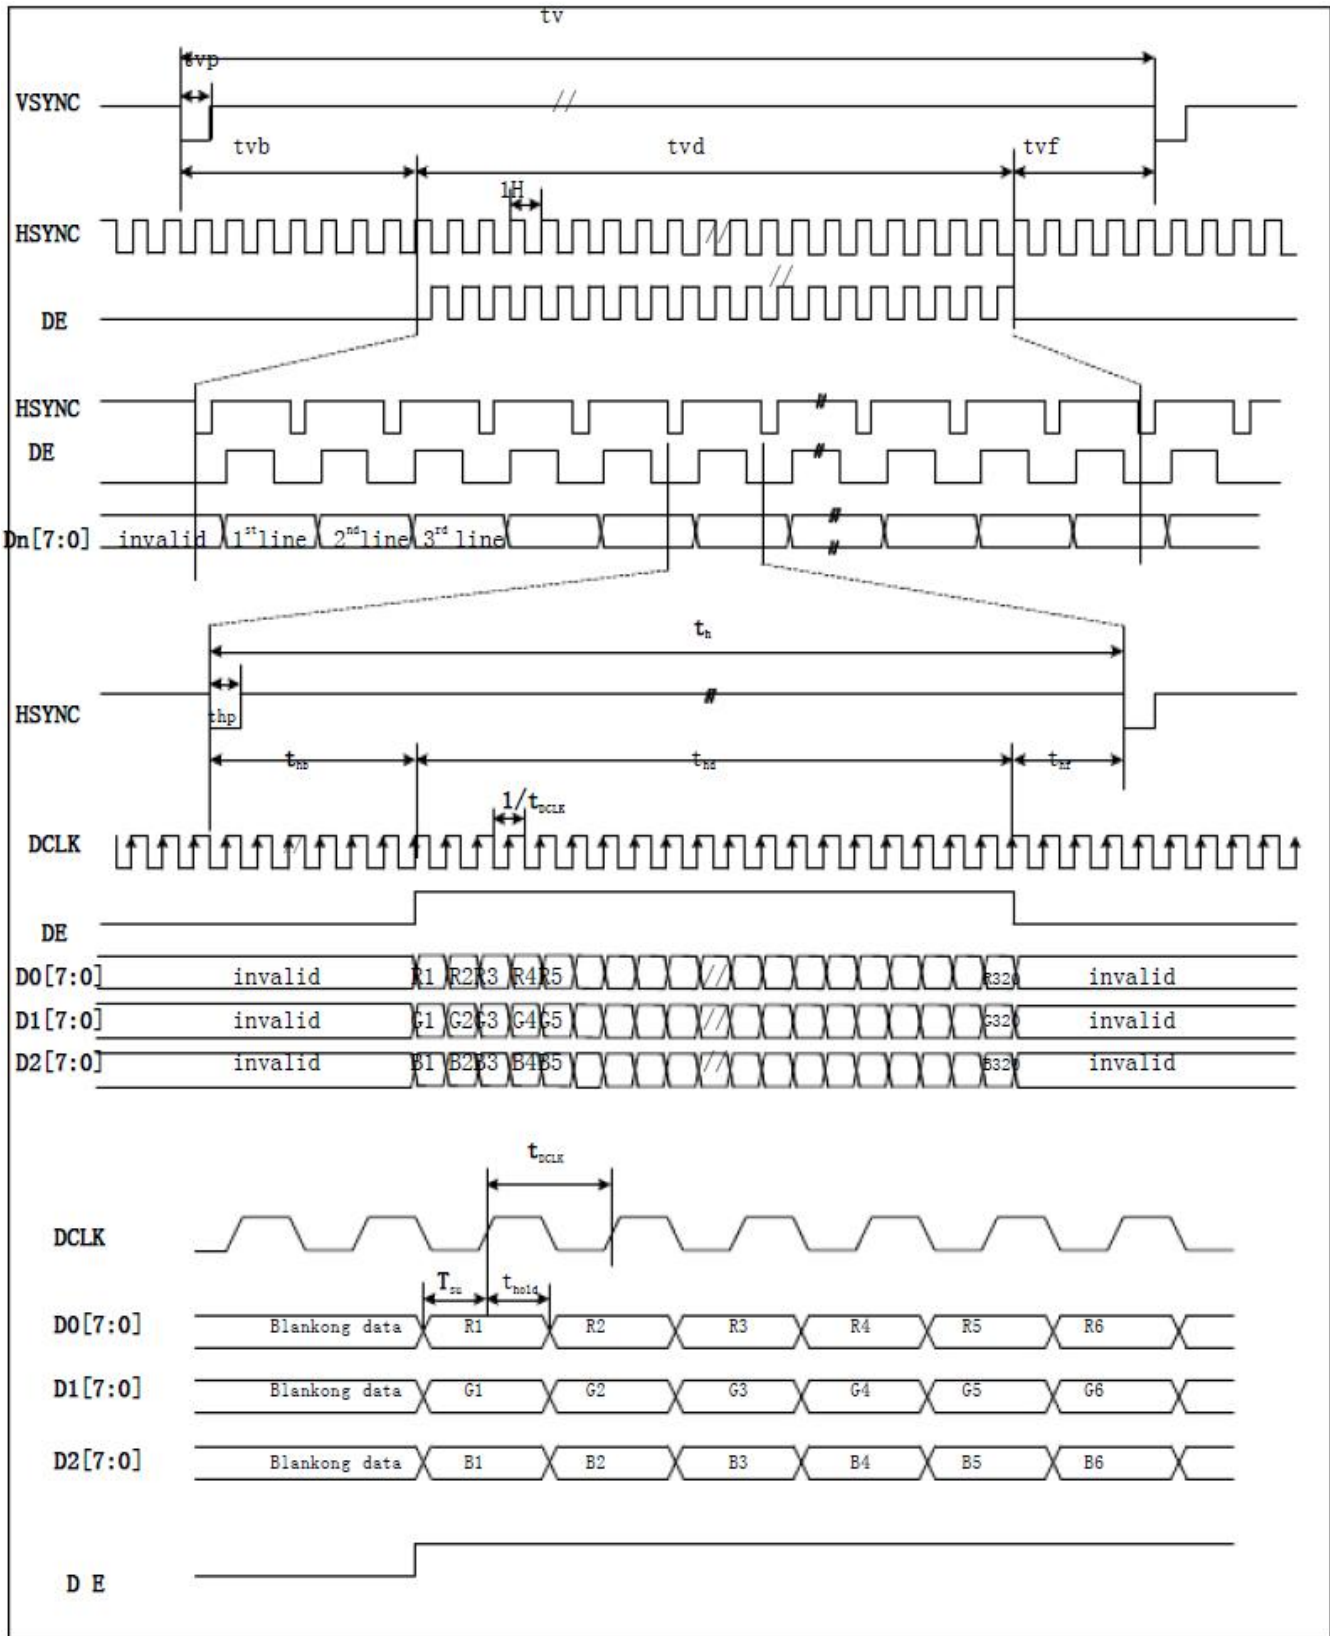 tv
tvp
VSYNC
tvb tvd tvf
1H
HSYNC
DE
HSYNC
DE
Dn[7:0] invalid 1st line 2nd line 3rd line
th
HSYNC
thp
thb thd thf
1/tDCLK
DCLK
DE
D0[7:0] invalid R1 R2 R3 R4 R5 R320 invalid
D1[7:0] invalid G1 G2 G3 G4 G5 G320 invalid
D2[7:0] invalid B1 B2 B3 B4 B5 B320 invalid
tDCLK
DCLK
Tsu thold
D0[7:0] Blankong data R1 R2 R3 R4 R5 R6
D1[7:0] Blankong data G1 G2 G3 G4 G5 G6
D2[7:0] Blankong data B1 B2 B3 B4 B5 B6
D E